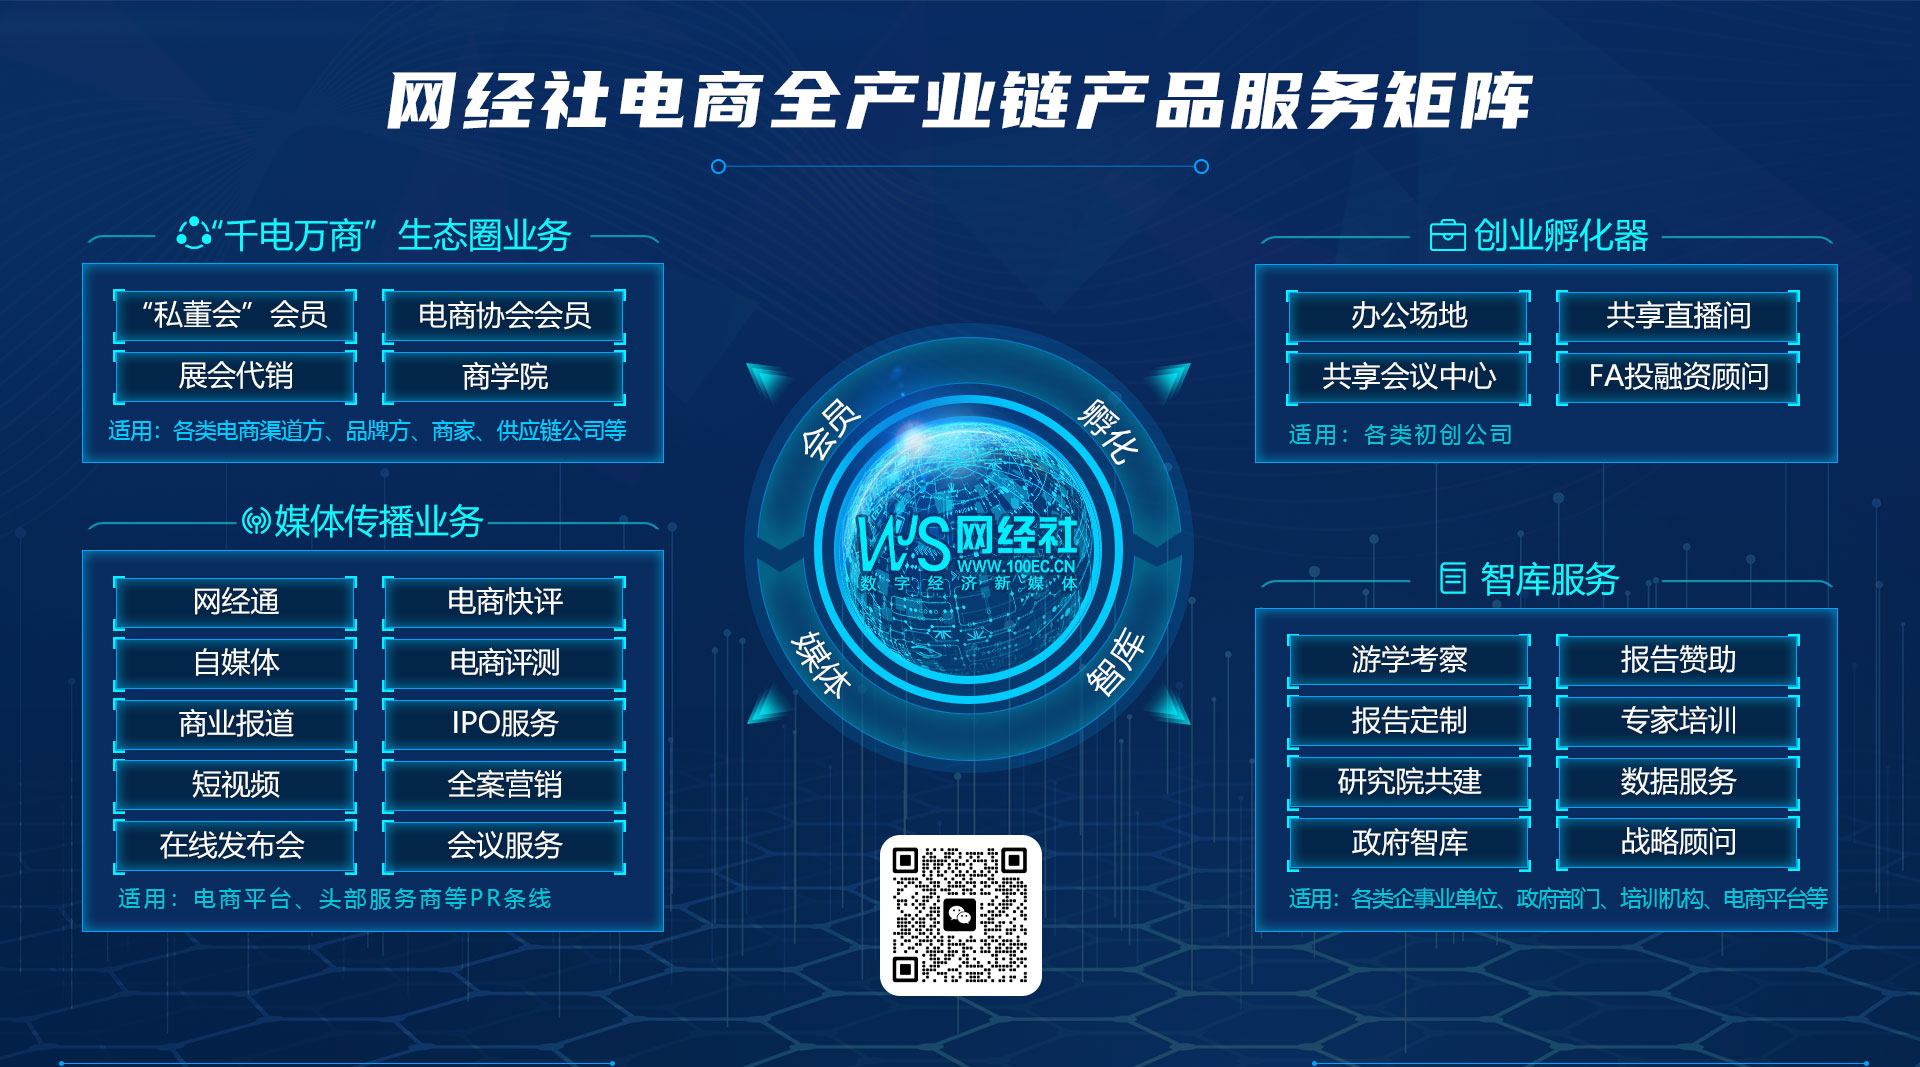 网经社电商全产业链产品服务矩阵
“千电万商”生态圈业务
“私董会”会员
电商协会会员
展会代销
商学院
适用：各类电商渠道方、品牌方、商家、供应链公司等
媒体传播业务
网经通
电商快评
自媒体
电商评测
商业报道
IPO服务
短视频
全案营销
在线发布会
会议服务
适用：电商平台、头部服务商等PR条线
会员
孵化
媒体
智库
WJS 网经社
WWW.100EC.CN
数字经济新媒体
创业孵化器
办公场地
共享直播间
共享会议中心
FA投融资顾问
适用：各类初创公司
智库服务
游学考察
报告赞助
报告定制
专家培训
研究院共建
数据服务
政府智库
战略顾问
适用：各类企事业单位、政府部门、培训机构、电商平台等